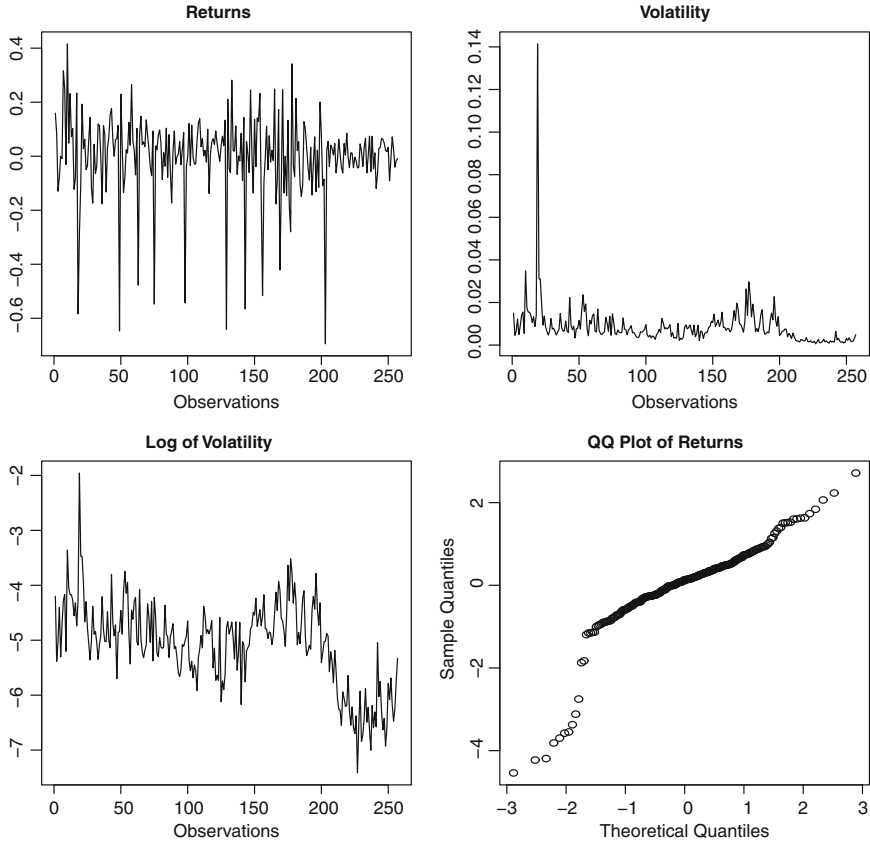 Returns
0.4
0.2
0.0
−0.2
−0.4
−0.6
0 50 100 150 200 250
Observations
Volatility
0.14
0.12
0.10
0.08
0.06
0.04
0.02
0.00
0 50 100 150 200 250
Observations
Log of Volatility
−2
−3
−4
−5
−6
−7
0 50 100 150 200 250
Observations
QQ Plot of Returns
Sample Quantiles
2
0
−2
−4
−3 −2 −1 0 1 2 3
Theoretical Quantiles